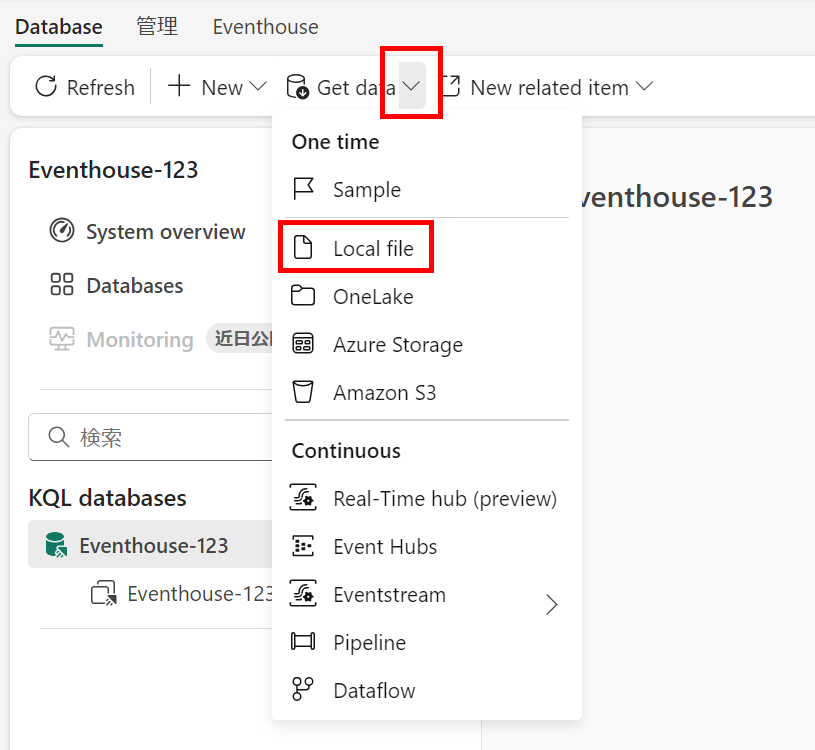 Database 管理 Eventhouse
Refresh New Get data New related item
Eventhouse-123
System overview
Databases
Monitoring 近日公
検索
KQL databases
Eventhouse-123
Eventhouse-123
One time
Sample
Local file
OneLake
Azure Storage
Amazon S3
Continuous
Real-Time hub (preview)
Event Hubs
Eventstream
Pipeline
Dataflow
venthouse-123